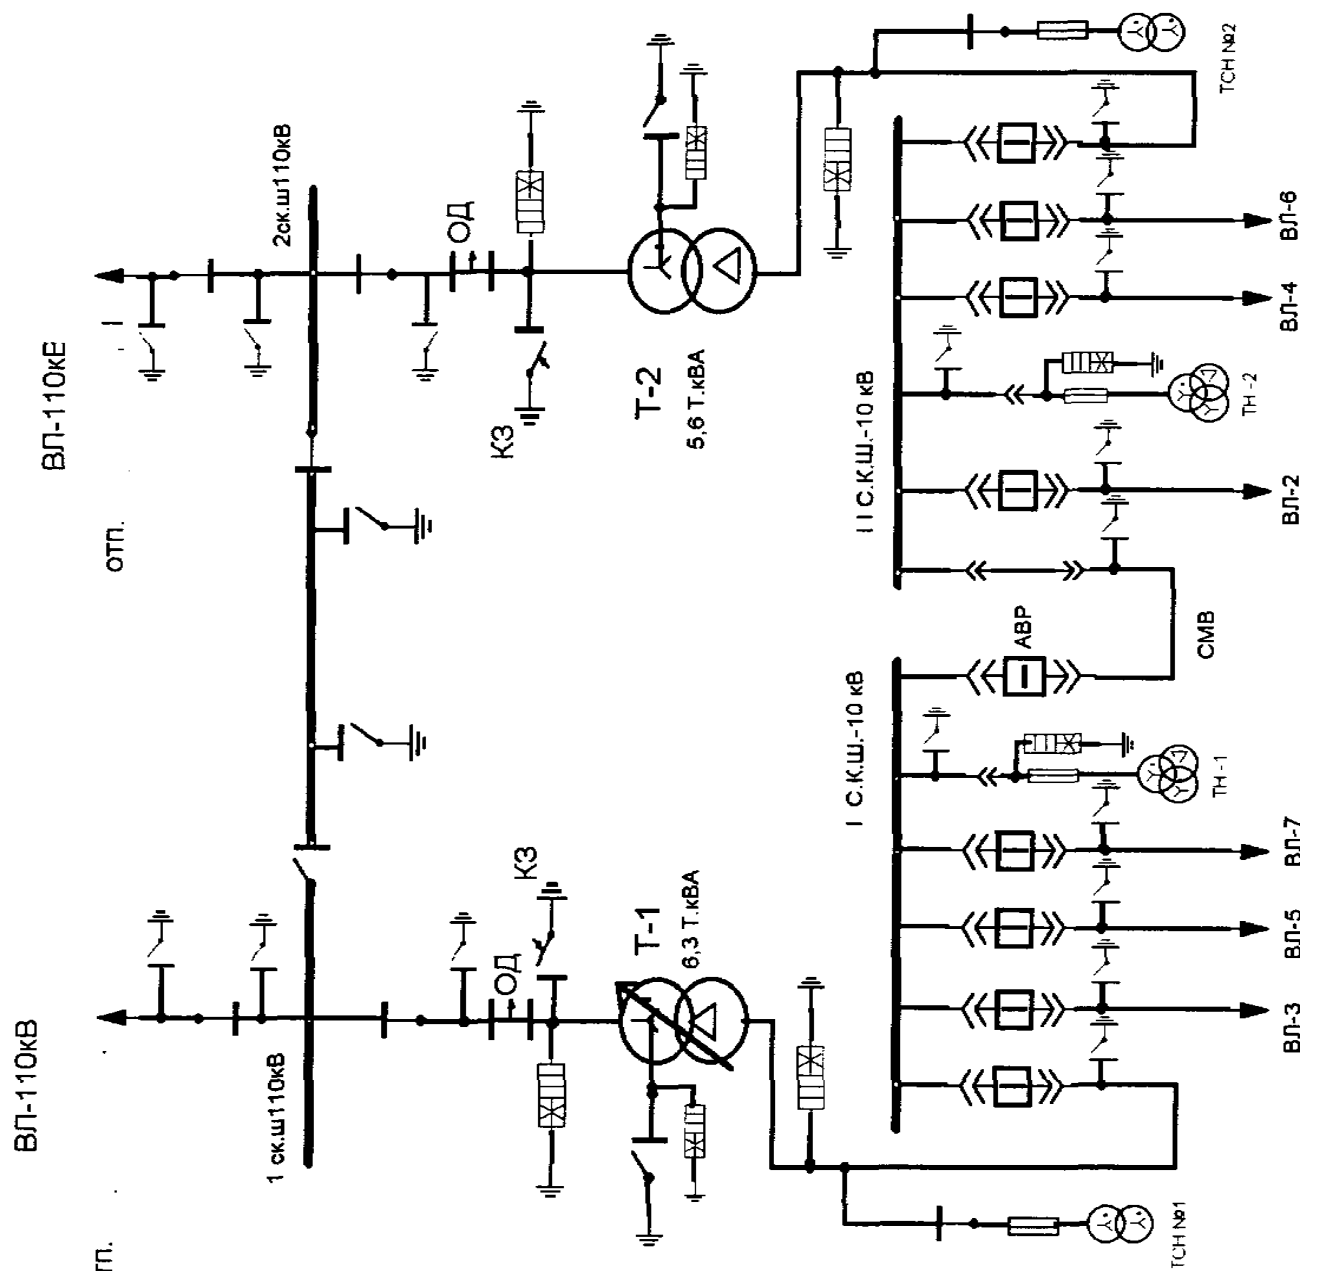 ВЛ-110кВ
тп.
1 ск.ш110кВ
ОД
КЗ
Т-1
6,3 Т.кВА
ТСН №1
I С.К.Ш.-10 кВ
ВЛ-3
ВЛ-5
ВЛ-7
ТН -1
АВР
СМВ
ВЛ-110кЕ
отп.
2ск.ш110кВ
ОД
КЗ
Т-2
5,6 Т.кВА
I I С.К.Ш.-10 кВ
ВЛ-2
ТН -2
ВЛ-4
ВЛ-6
ТСН №2